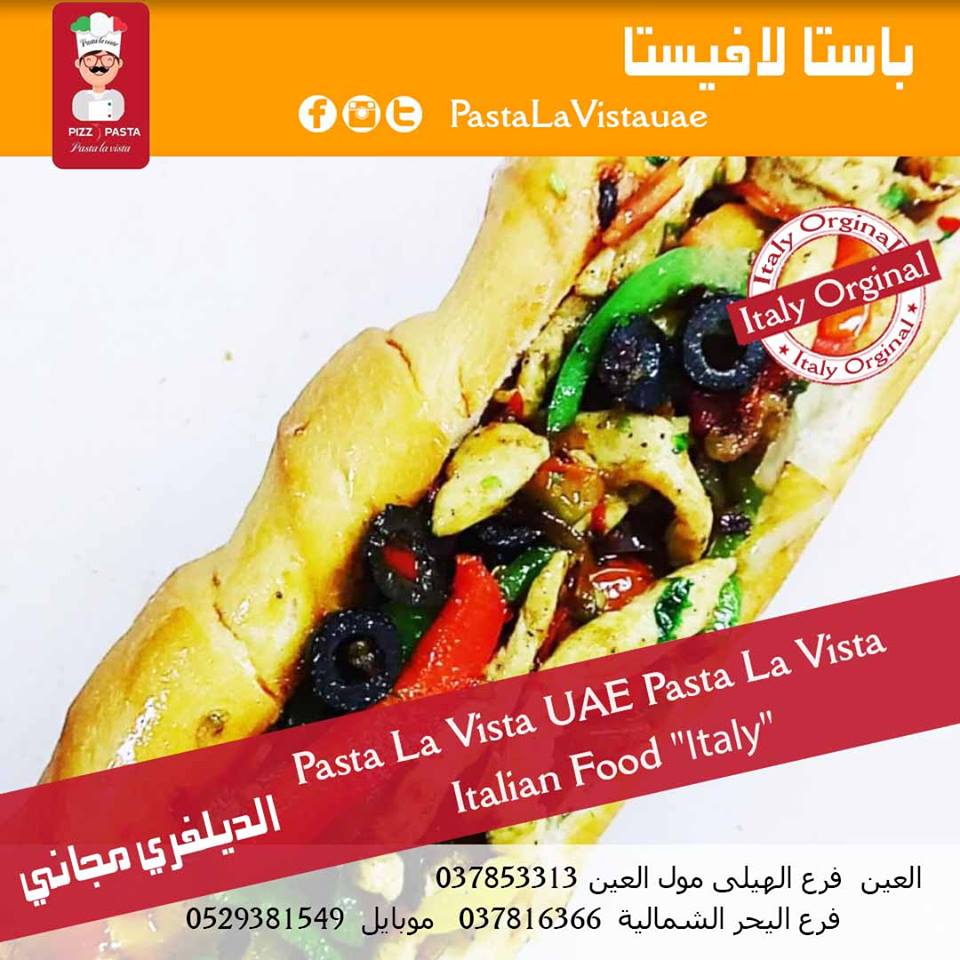 باستا لافيستا
PastaLaVistauae
Pasta la vista
PIZZ PASTA
Pasta la vista
Italy Orginal
Italy Orginal
Italy Orginal
Pasta La Vista UAE Pasta La Vista
Italian Food "Italy"
الديلفري مجاني
العين فرع الهيلى مول العين 037853313
فرع اليحر الشمالية 037816366 موبايل 0529381549